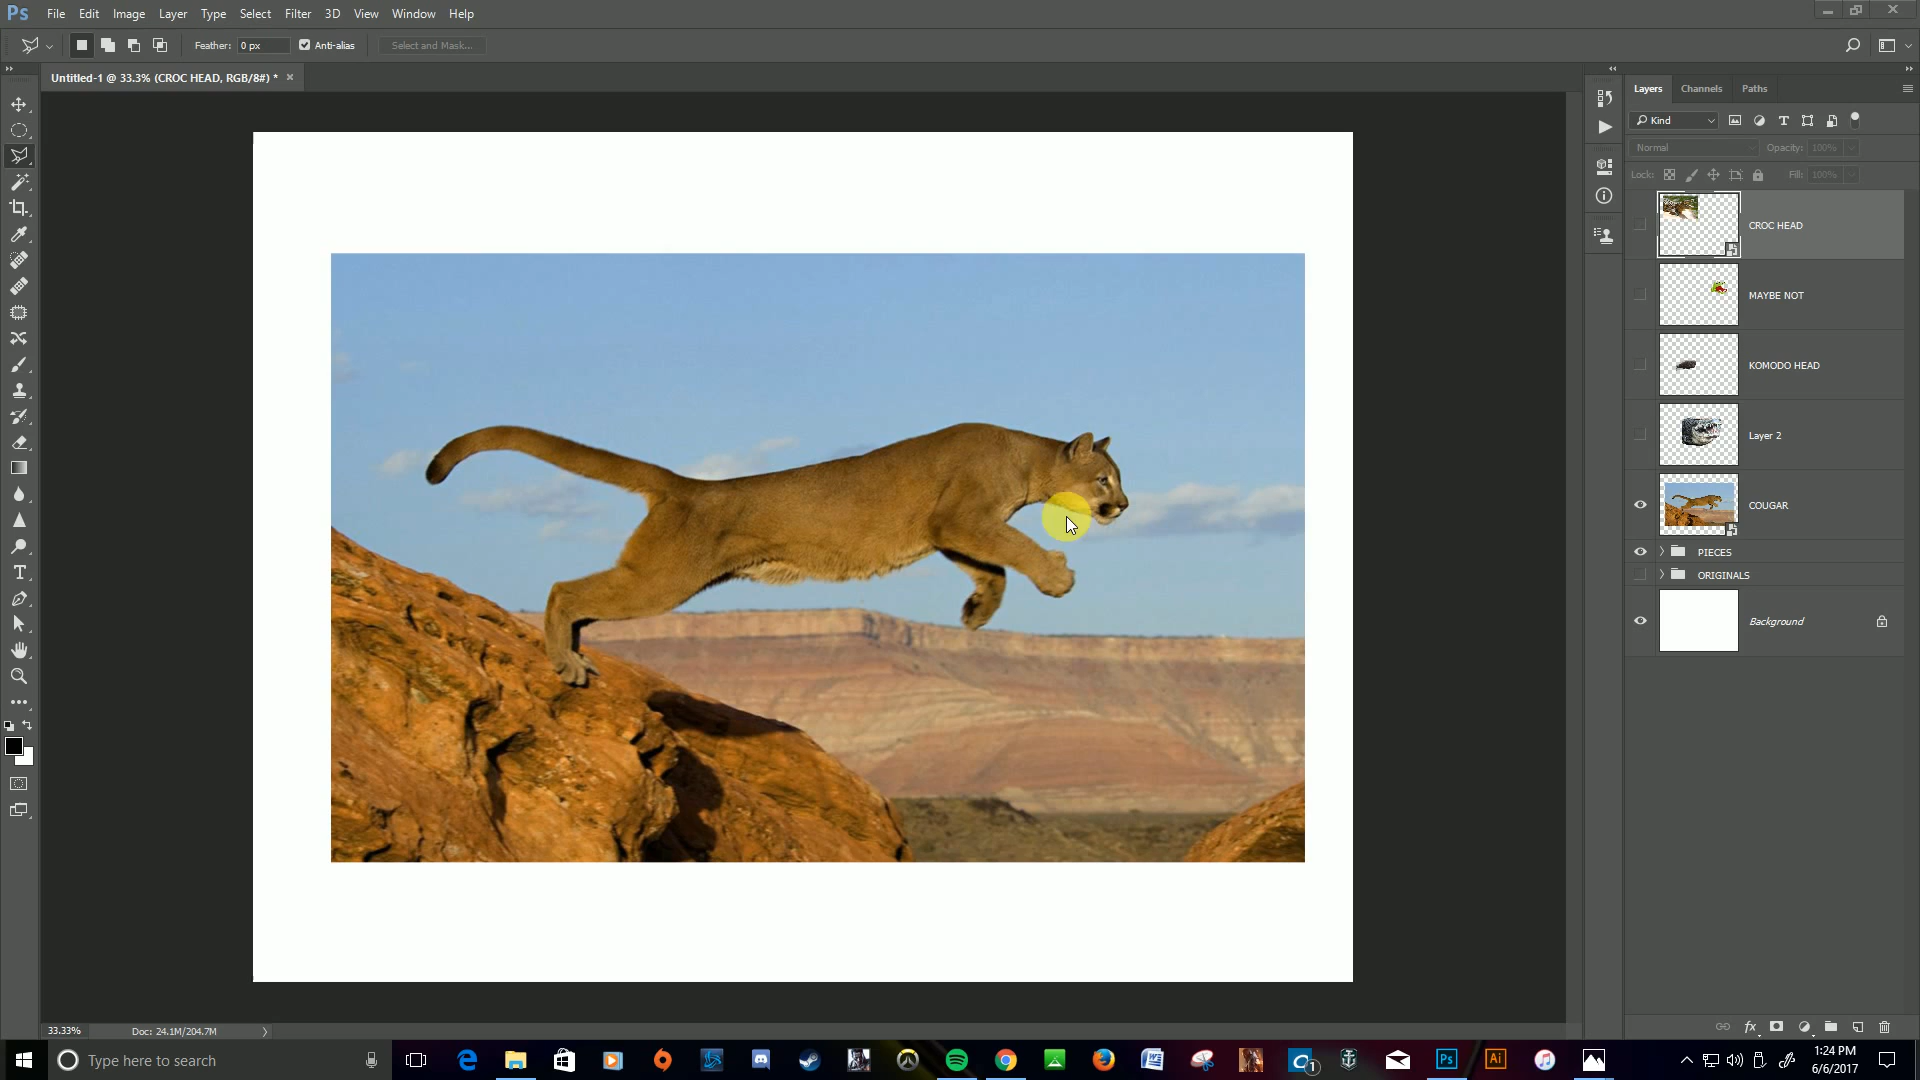 Ps File Edit Image Layer Type Select Filter 3D View Window Help
Feather: 0 px Anti-alias Select and Mask...
Untitled-1 @ 33.3% (CROC HEAD, RGB/8#) *
Layers Channels Paths
Kind
Normal Opacity: 100%
Lock: Fill: 100%
CROC HEAD
MAYBE NOT
KOMODO HEAD
Layer 2
COUGAR
PIECES
ORIGINALS
Background
33.33% Doc: 24.1M/204.7M
Type here to search
Ps Ai
1
1:24 PM
6/6/2017